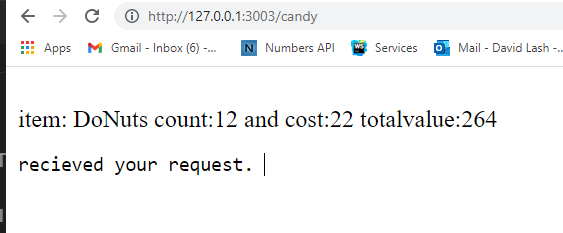 http://127.0.0.1:3003/candy
Apps Gmail - Inbox (6) -... N Numbers API WS Services Mail - David Lash -...
item: DoNuts count:12 and cost:22 totalvalue:264
recieved your request.